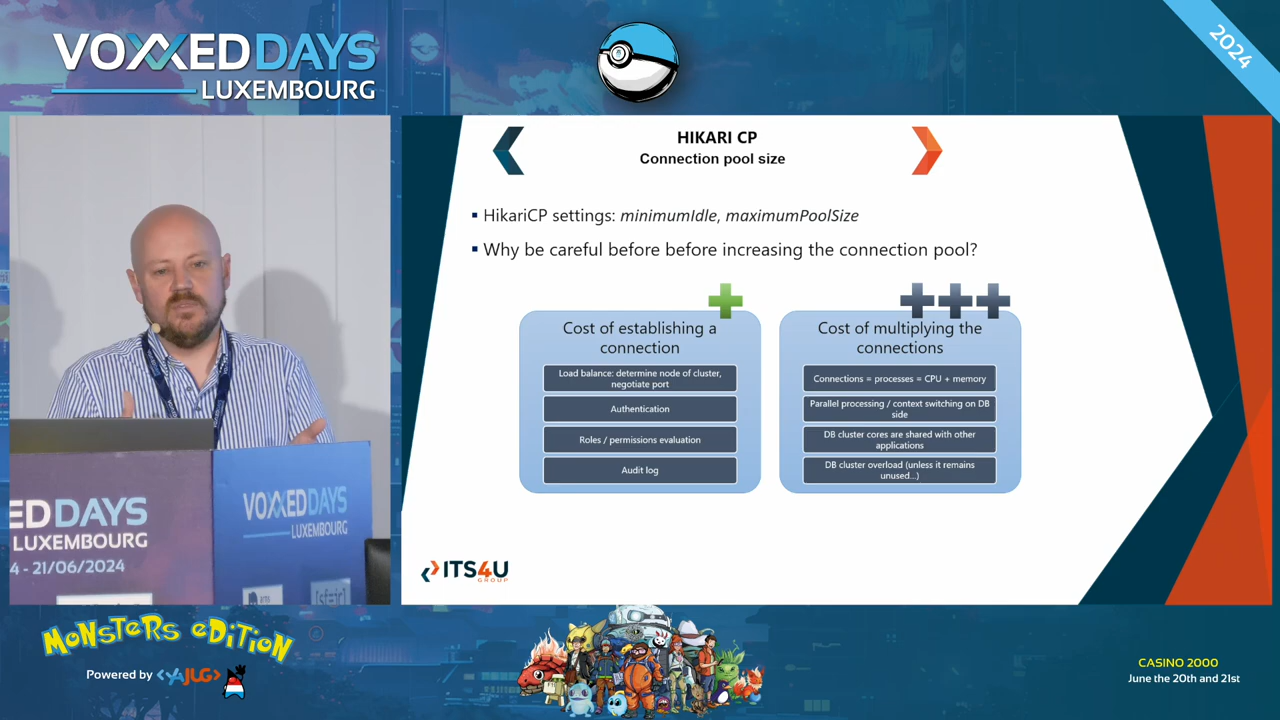 VOXXEDDAYS
LUXEMBOURG
2024
HIKARI CP
Connection pool size
▪ HikariCP settings: minimumIdle, maximumPoolSize
▪ Why be careful before before increasing the connection pool?
Cost of establishing a
connection
Load balance: determine node of cluster,
negotiate port
Authentication
Roles / permissions evaluation
Audit log
Cost of multiplying the
connections
Connections = processes = CPU + memory
Parallel processing / context switching on DB
side
DB cluster cores are shared with other
applications
DB cluster overload (unless it remains
unused...)
ITS4U
GROUP
ED DAYS
LUXEMBOURG
4 - 21/06/2024
VOXXEDDAYS
LUXEMBOURG
MONSTERS EDITION
Powered by <YAJUG>
CASINO 2000
June the 20th and 21st